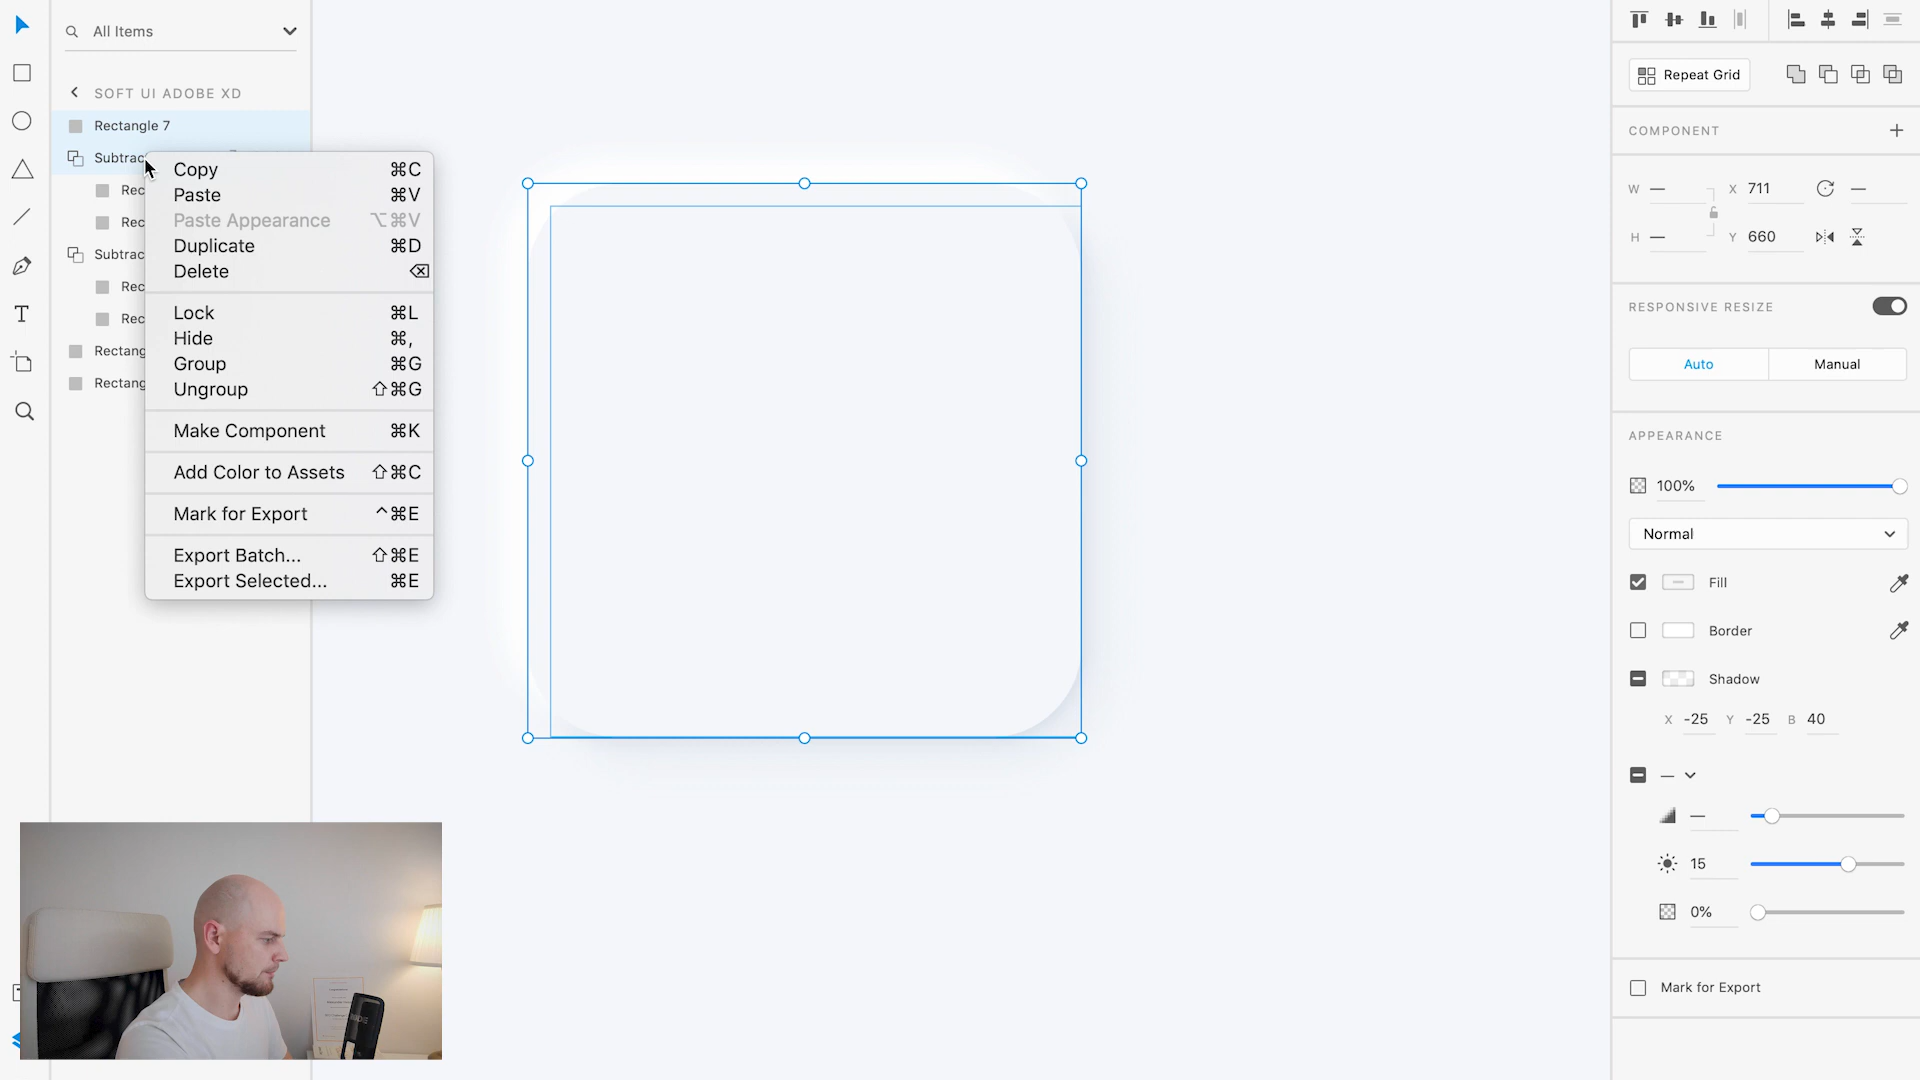 All Items
SOFT UI ADOBE XD
Rectangle 7
Subtrac
Rec
Rec
Subtrac
Rec
Rec
Rectang
Rectang
Copy ⌘C
Paste ⌘V
Paste Appearance ⌥⌘V
Duplicate ⌘D
Delete ⌫
Lock ⌘L
Hide ⌘,
Group ⌘G
Ungroup ⇧⌘G
Make Component ⌘K
Add Color to Assets ⇧⌘C
Mark for Export ^⌘E
Export Batch... ⇧⌘E
Export Selected... ⌘E
Repeat Grid
COMPONENT
W — X 711 —
H — Y 660
RESPONSIVE RESIZE
Auto Manual
APPEARANCE
100%
Normal
Fill
Border
Shadow
X -25 Y -25 B 40
—
—
15
0%
Mark for Export